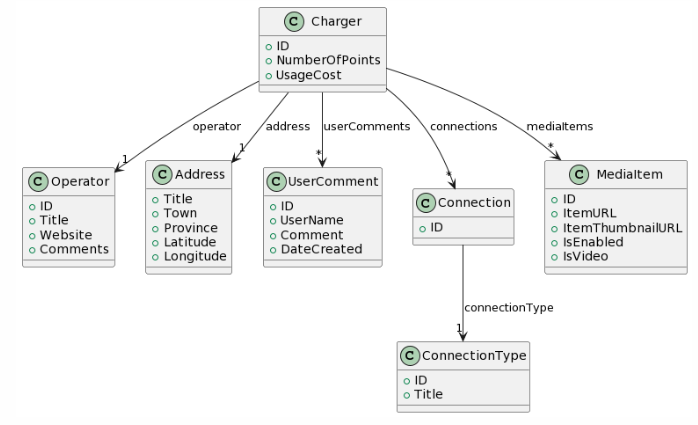 C Charger
ID
NumberOfPoints
UsageCost
operator
address
userComments
connections
mediaItems
1
1
*
*
*
C Operator
ID
Title
Website
Comments
C Address
Title
Town
Province
Latitude
Longitude
C UserComment
ID
UserName
Comment
DateCreated
C Connection
ID
C MediaItem
ID
ItemURL
ItemThumbnailURL
IsEnabled
IsVideo
connectionType
1
C ConnectionType
ID
Title